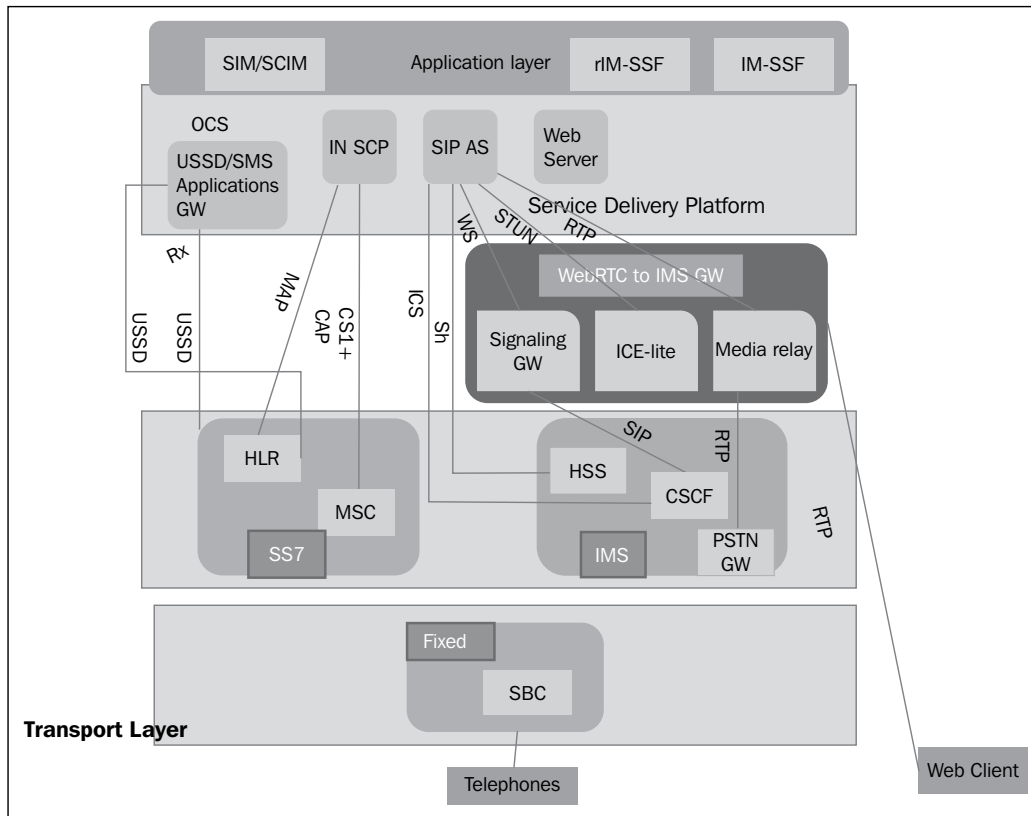 SIM/SCIM
Application layer
rIM-SSF
IM-SSF
OCS
USSD/SMS
Applications
GW
IN SCP
SIP AS
Web
Server
Service Delivery Platform
Rx
USSD
USSD
MAP
CS1+
CAP
ICS
Sh
WS
STUN
RTP
WebRTC to IMS GW
Signaling
GW
ICE-lite
Media relay
SIP
RTP
HLR
MSC
SS7
HSS
CSCF
IMS
PSTN
GW
RTP
Fixed
SBC
Transport Layer
Telephones
Web Client